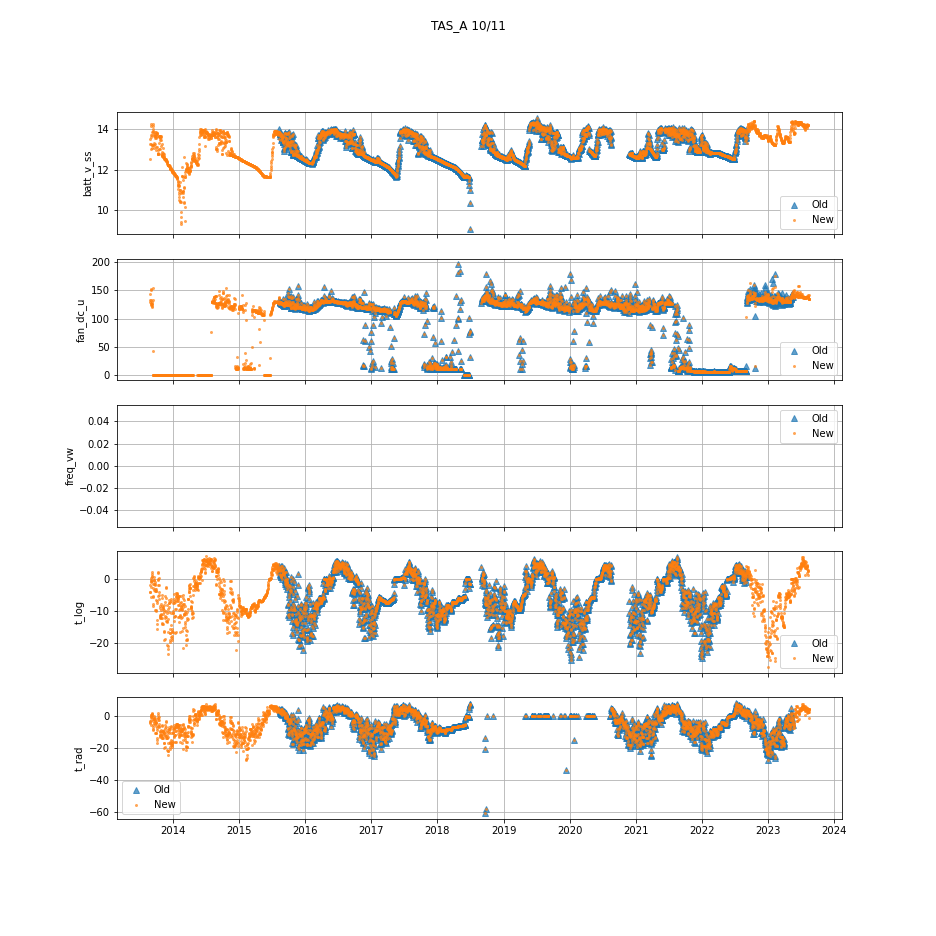 TAS_A 10/11
batt_v_ss
14
12
10
Old
New
fan_dc_u
200
150
100
50
0
Old
New
freq_vw
0.04
0.02
0.00
−0.02
−0.04
Old
New
t_log
0
−10
−20
Old
New
t_rad
0
−20
−40
−60
Old
New
2014 2015 2016 2017 2018 2019 2020 2021 2022 2023 2024